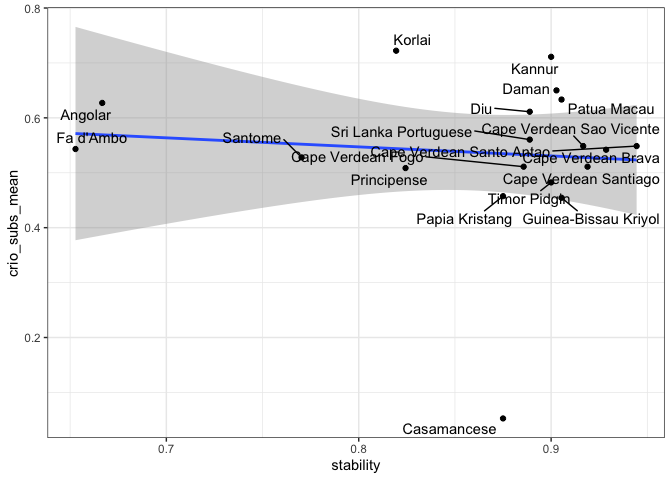 0.8
Korlai
Kannur
Daman
Angolar
Diu
Patua Macau
0.6
Fa d'Ambo
Santome
Sri Lanka Portuguese
Cape Verdean Sao Vicente
Cape Verdean Fogo
Cape Verdean Santo Antao
Cape Verdean Brava
Principense
Cape Verdean Santiago
Timor Pidgin
Papia Kristang
Guinea-Bissau Kriyol
0.4
0.2
Casamancese
crio_subs_mean
0.7
0.8
0.9
stability